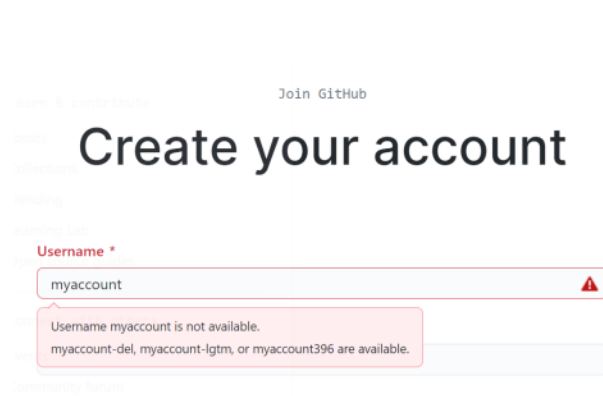 Join GitHub
Create your account
Username *
myaccount
Username myaccount is not available.
myaccount-del, myaccount-lgtm, or myaccount396 are available.